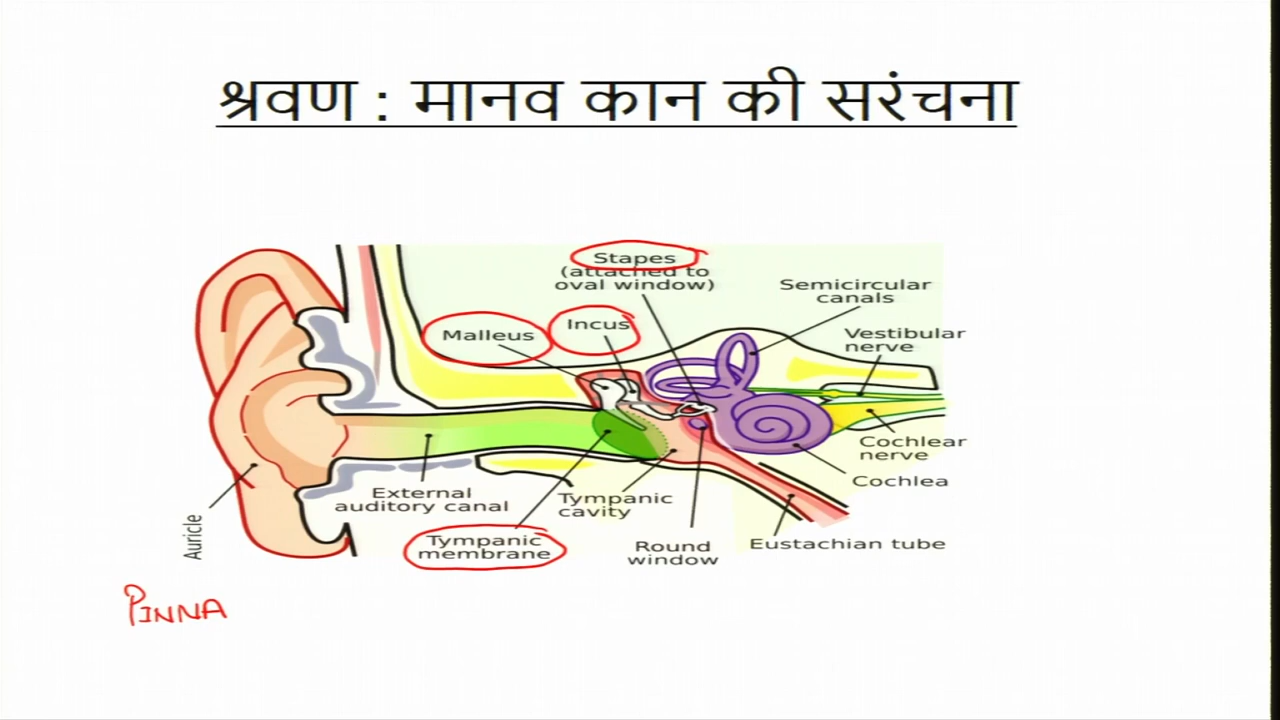 श्रवण : मानव कान की सरंचना
Stapes
(attached to
oval window)
Semicircular
canals
Malleus
Incus
Vestibular
nerve
Cochlear
nerve
Cochlea
External
auditory canal
Tympanic
cavity
Auricle
Tympanic
membrane
Round
window
Eustachian tube
PINNA